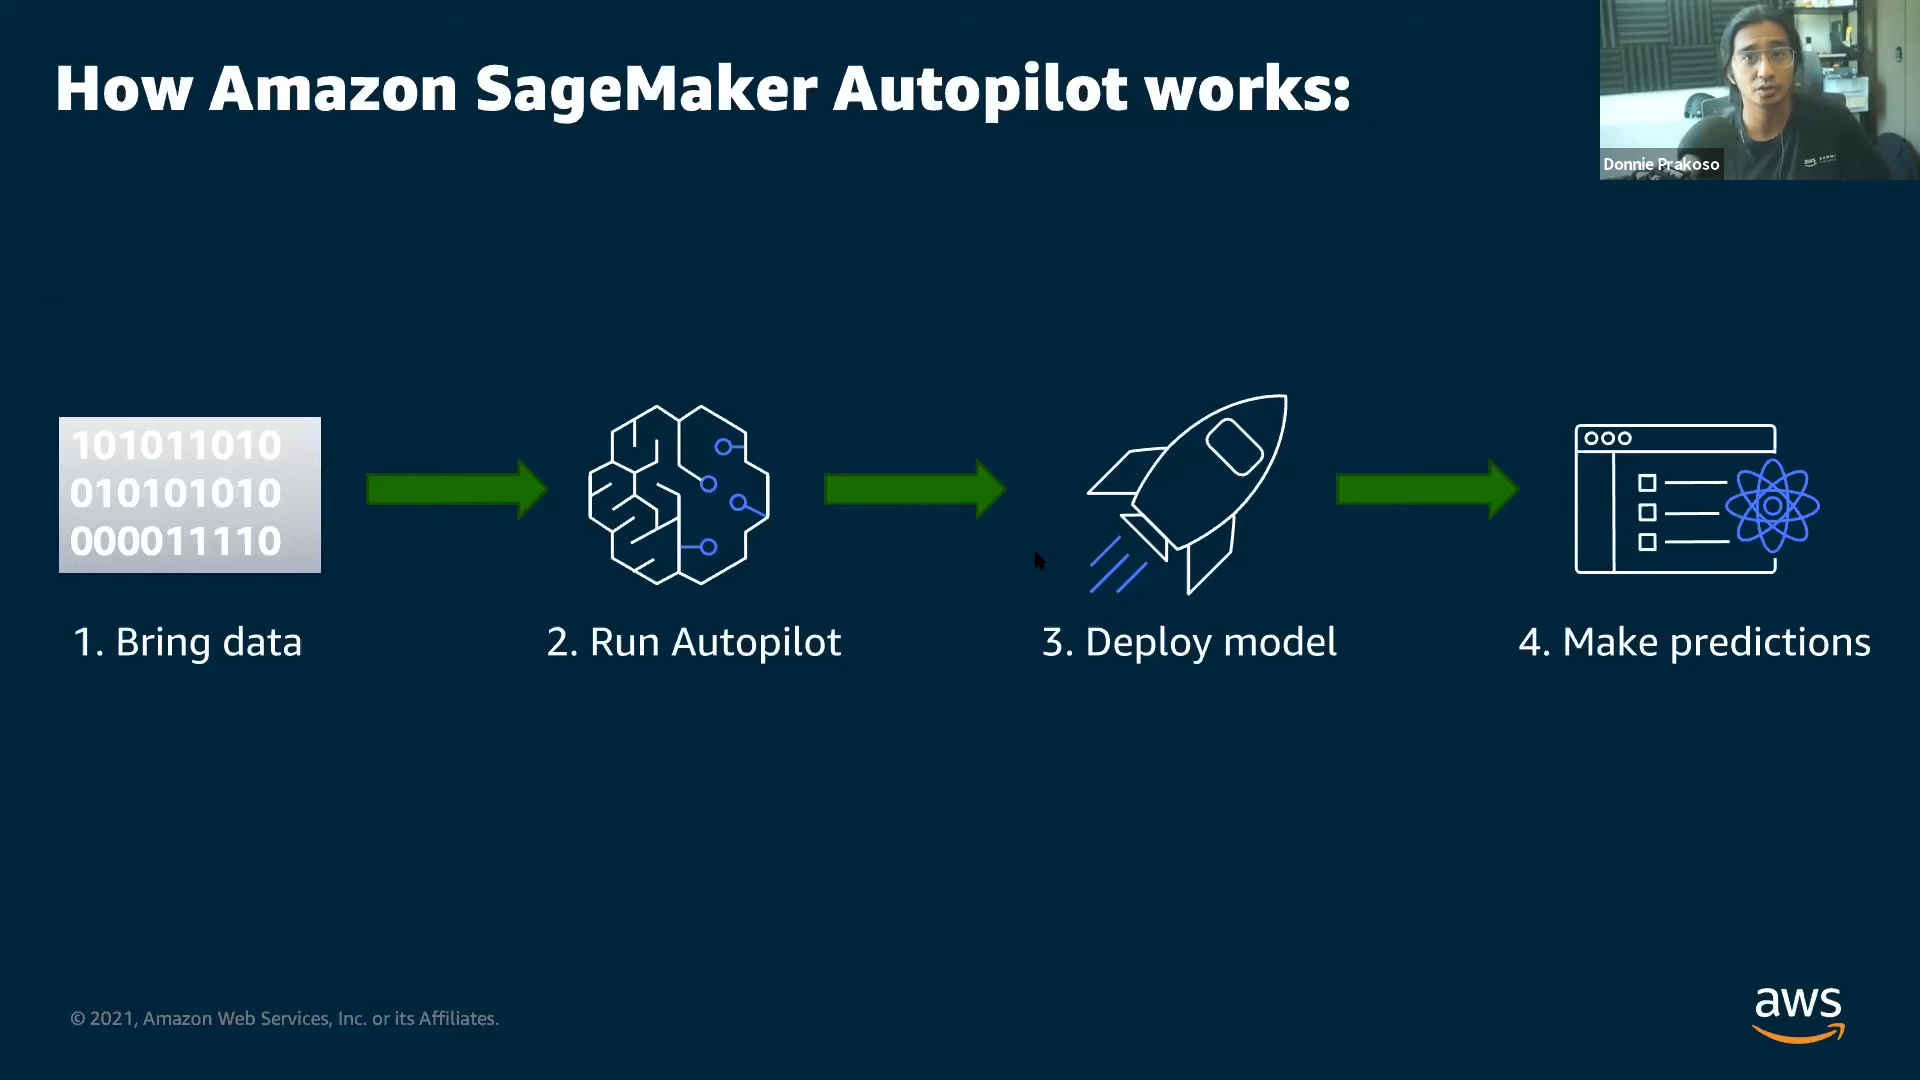 How Amazon SageMaker Autopilot works:
Donnie Prakoso
101011010
010101010
000011110
1. Bring data
2. Run Autopilot
3. Deploy model
4. Make predictions
© 2021, Amazon Web Services, Inc. or its Affiliates.
aws